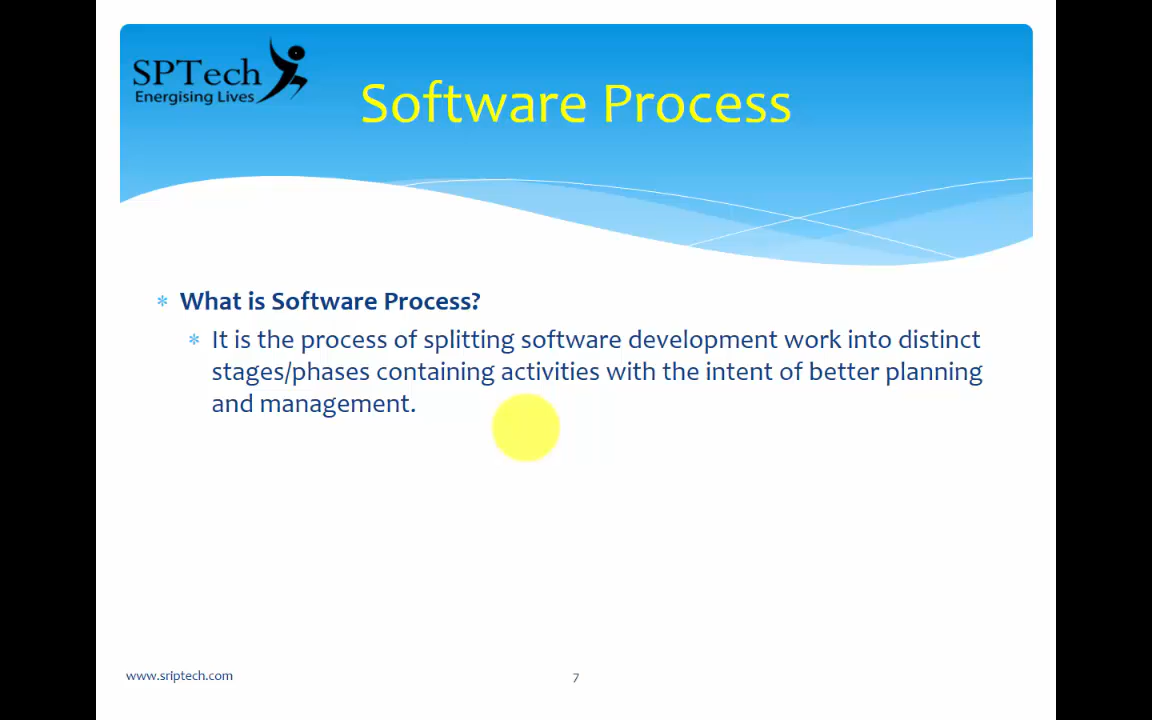 SPTech
Energising Lives
Software Process
* What is Software Process?
* It is the process of splitting software development work into distinct
stages/phases containing activities with the intent of better planning
and management.
www.sriptech.com
7